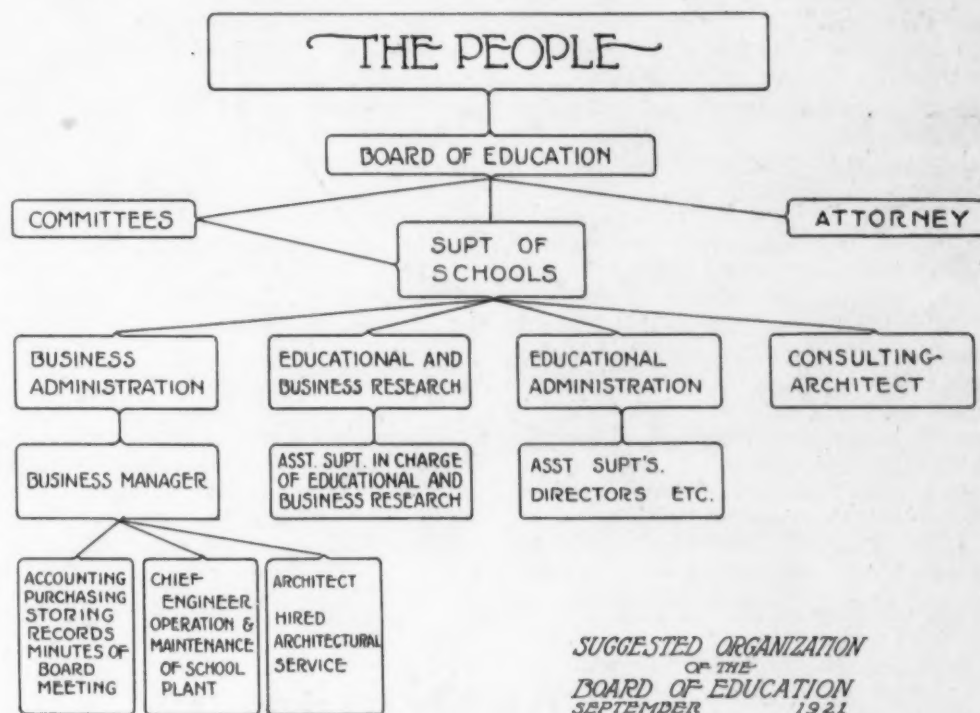 THE PEOPLE
BOARD OF EDUCATION
COMMITTEES
ATTORNEY
SUPT OF
SCHOOLS
BUSINESS
ADMINISTRATION
EDUCATIONAL AND
BUSINESS RESEARCH
EDUCATIONAL
ADMINISTRATION
CONSULTING
ARCHITECT
BUSINESS MANAGER
ASST. SUPT. IN CHARGE
OF EDUCATIONAL AND
BUSINESS RESEARCH
ASST SUPT'S.
DIRECTORS ETC.
ACCOUNTING
PURCHASING
STORING
RECORDS
MINUTES OF
BOARD
MEETING
CHIEF
ENGINEER
OPERATION &
MAINTENANCE
OF SCHOOL
PLANT
ARCHITECT
HIRED
ARCHITECTURAL
SERVICE
SUGGESTED ORGANIZATION
OF THE
BOARD OF EDUCATION
SEPTEMBER 1921